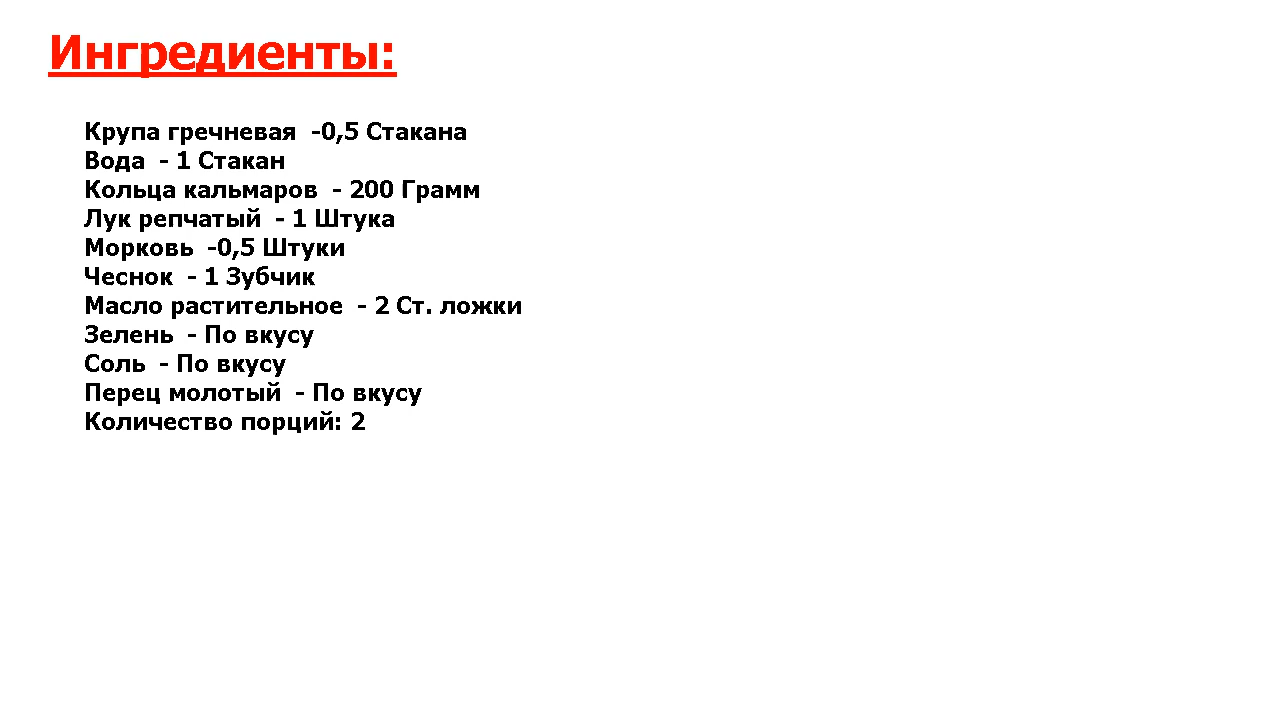 Ингредиенты:
Крупа гречневая  -0,5 Стакана
Вода  - 1 Стакан
Кольца кальмаров  - 200 Грамм
Лук репчатый  - 1 Штука
Морковь  -0,5 Штуки
Чеснок  - 1 Зубчик
Масло растительное  - 2 Ст. ложки
Зелень  - По вкусу
Соль  - По вкусу
Перец молотый  - По вкусу
Количество порций: 2